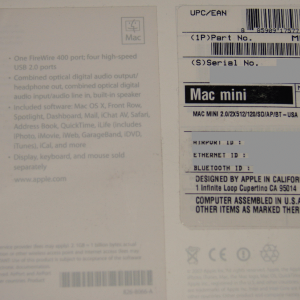 Mac
• One FireWire 400 port; four high-speed
USB 2.0 ports
• Combined optical digital audio output/
headphone out, combined optical digital
audio input/audio line in, built-in speaker
• Included software: Mac OS X, Front Row,
Spotlight, Dashboard, Mail, iChat AV, Safari,
Address Book, QuickTime, iLife (includes
iPhoto, iMovie, iWeb, GarageBand, iDVD),
iTunes, iCal, and more
• Display, keyboard, and mouse sold
separately
www.apple.com
UPC/EAN
(1P)Part No.
(S)Serial No.
Mac mini
MAC MINI 2.0/2X512/120/SD/AP/BT-USA
AIRPORT ID :
ETHERNET ID :
BLUETOOTH ID :
DESIGNED BY APPLE IN CALIFOR
1 Infinite Loop Cupertino CA 95014
COMPUTER ASSEMBLED IN U.S.
OTHER ITEMS AS MARKED THER